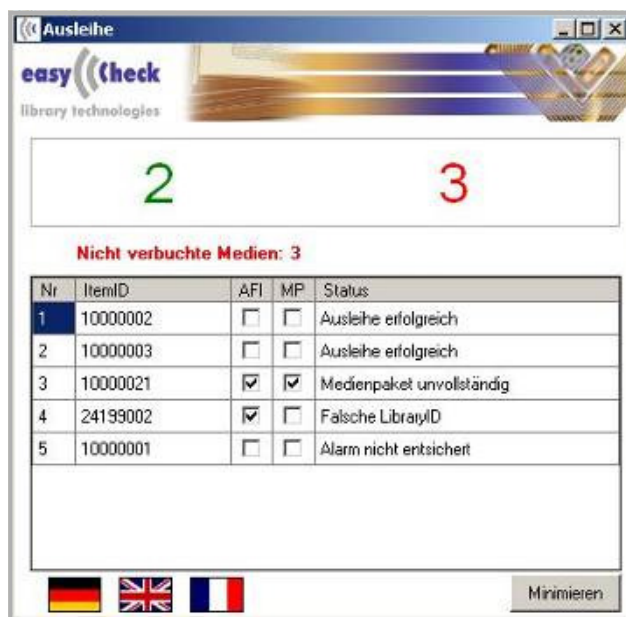 Ausleihe
easy Check
library technologies
2 3
Nicht verbuchte Medien: 3
Nr ItemID AFI MP Status
1 10000002 Ausleihe erfolgreich
2 10000003 Ausleihe erfolgreich
3 10000021 Medienpaket unvollständig
4 24199002 Falsche LibraryID
5 10000001 Alarm nicht entsichert
Minimieren